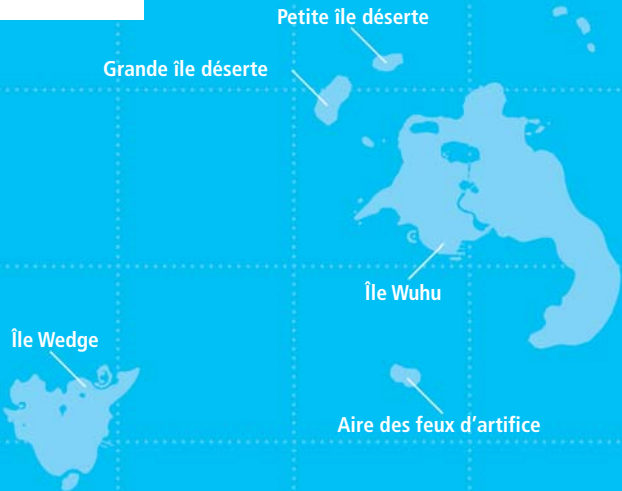 Petite île déserte
Grande île déserte
Île Wuhu
Île Wedge
Aire des feux d’artifice